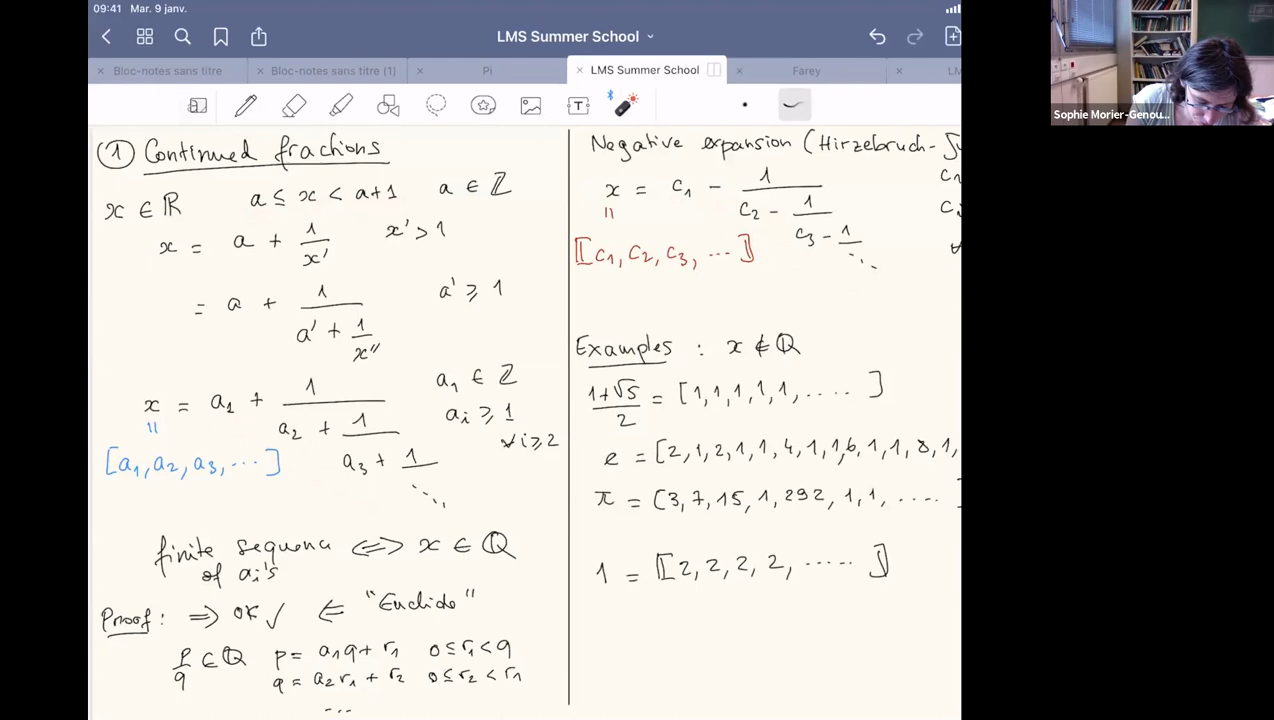 09:41 Mar. 9 janv.
LMS Summer School
Bloc-notes sans titre
Bloc-notes sans titre (1)
Pi
LMS Summer School
Farey
LM
Sophie Morier-Genou...
① Continued fractions
x ∈ ℝ a ≤ x < a+1 a ∈ ℤ
x = a + 1/x' x' > 1
= a + 1/(a' + 1/x'') a' ⩾ 1
x = a₁ + 1/(a₂ + 1/(a₃ + 1/⋱)) a₁ ∈ ℤ
aᵢ ⩾ 1
∀ i ⩾ 2
॥
[a₁, a₂, a₃, ⋯]
finite sequence ⟺ x ∈ ℚ
of aᵢ's
Proof : ⟹ OK ✓ ⟸ "Euclide"
p/q ∈ ℚ p = a₁q + r₁ 0 ≤ r₁ < q
q = a₂r₁ + r₂ 0 ≤ r₂ < r₁
...
Negative expansion (Hirzebruch-
x = c₁ - 1/(c₂ - 1/(c₃ - 1/⋱))
c₁
cᵢ
∀
॥
⟦c₁, c₂, c₃, ⋯⟧
Examples : x ∉ ℚ
(1+√5)/2 = [1,1,1,1,1, .....]
e = [2,1,2,1,1,4,1,1,6,1,1,8,1,
π = [3,7,15,1,292,1,1, .....]
1 = ⟦2,2,2,2, .....⟧